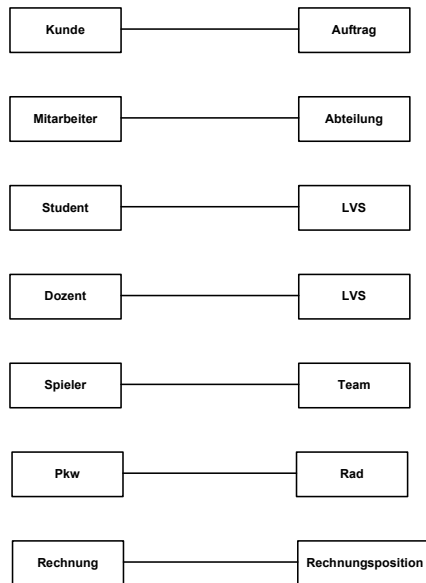 Kunde Auftrag
Mitarbeiter Abteilung
Student LVS
Dozent LVS
Spieler Team
Pkw Rad
Rechnung Rechnungsposition